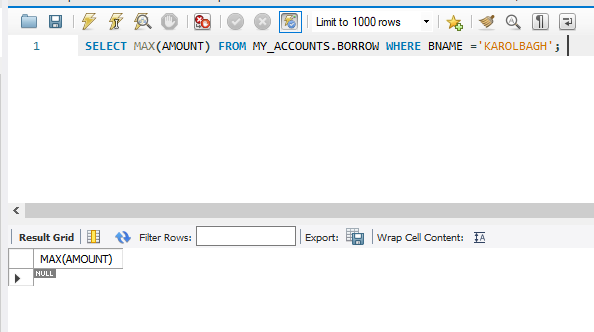 Limit to 1000 rows
1 SELECT MAX(AMOUNT) FROM MY_ACCOUNTS.BORROW WHERE BNAME ='KAROLBAGH';
Result Grid Filter Rows: Export: Wrap Cell Content:
MAX(AMOUNT)
NULL